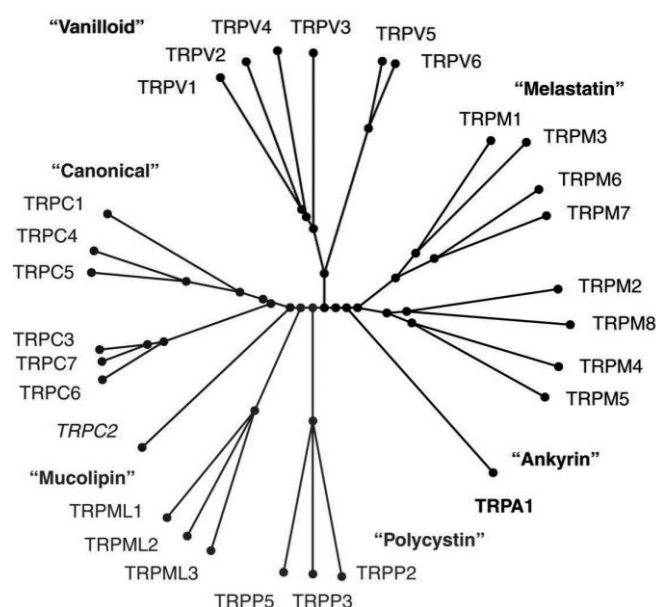 “Vanilloid”
TRPV4
TRPV3
TRPV5
TRPV2
TRPV6
TRPV1
“Melastatin”
TRPM1
TRPM3
“Canonical”
TRPM6
TRPC1
TRPM7
TRPC4
TRPC5
TRPM2
TRPM8
TRPC3
TRPC7
TRPM4
TRPC6
TRPM5
TRPC2
“Mucolipin”
“Ankyrin”
TRPA1
TRPML1
TRPML2
“Polycystin”
TRPML3
TRPP2
TRPP5
TRPP3